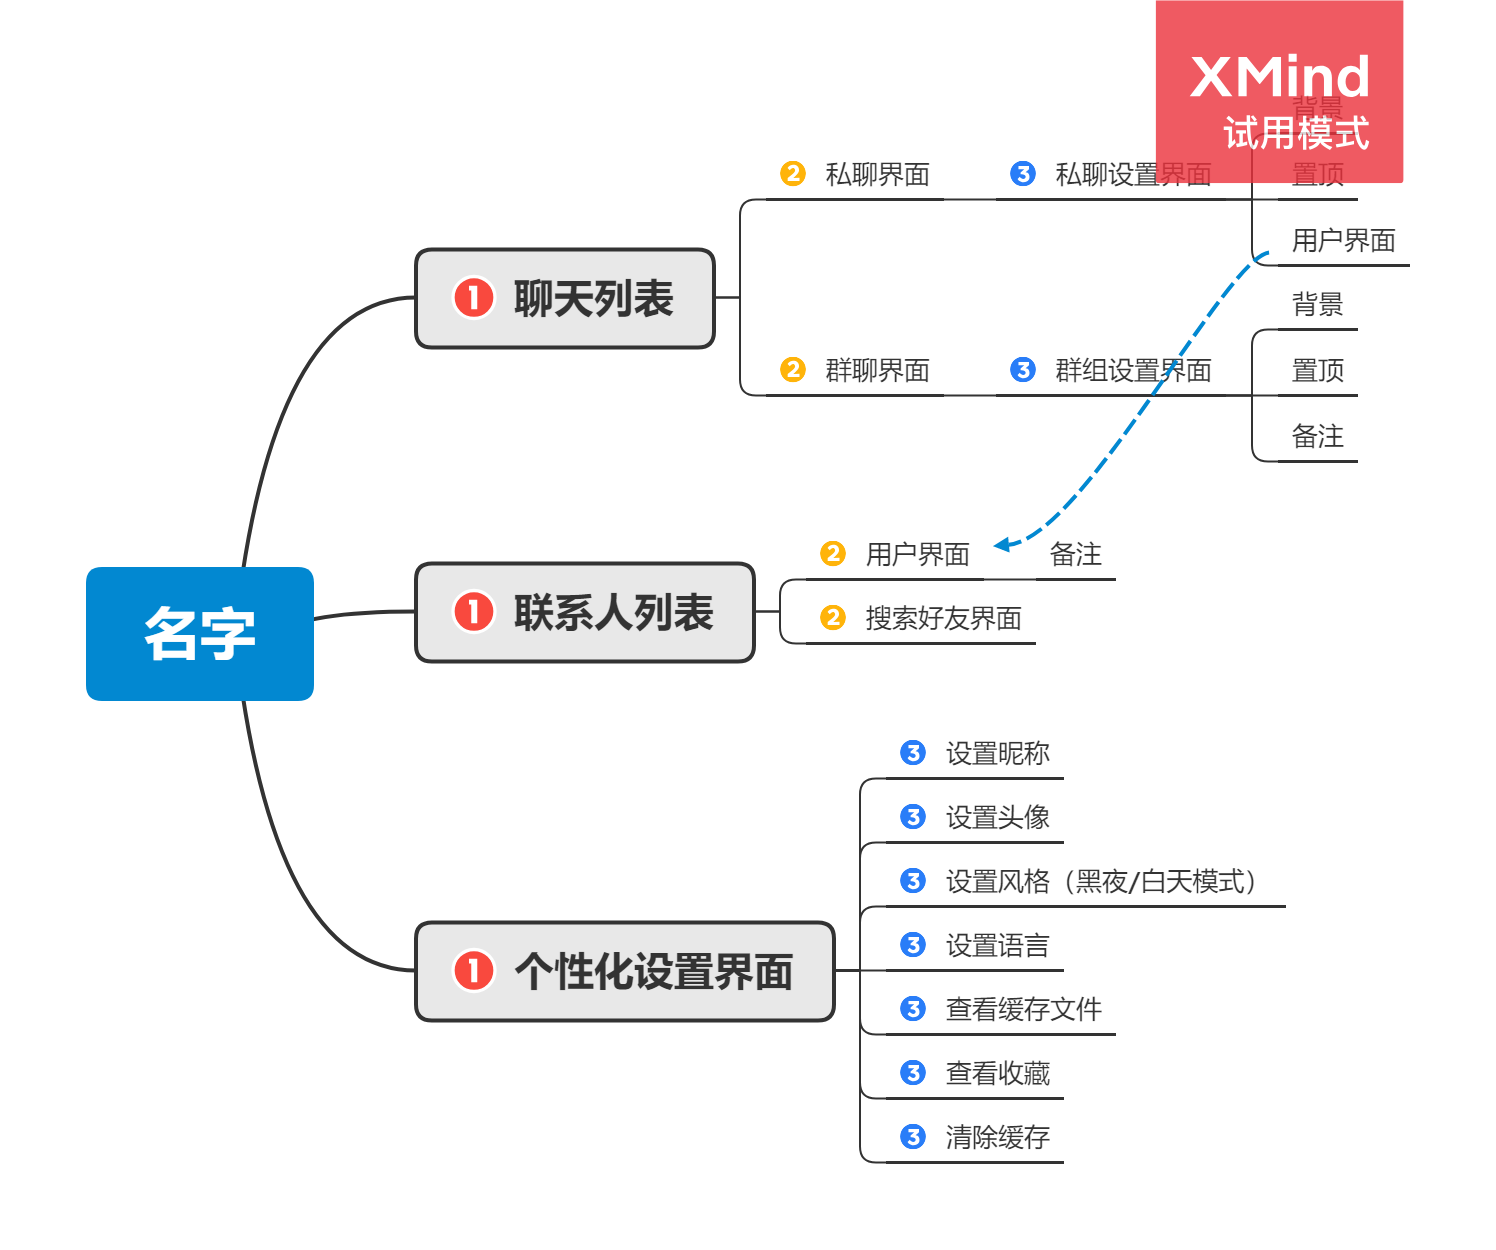 XMind
试用模式
背景
② 私聊界面
③ 私聊设置界面
置顶
用户界面
① 聊天列表
背景
② 群聊界面
③ 群组设置界面
置顶
备注
② 用户界面
备注
① 联系人列表
② 搜索好友界面
名字
③ 设置昵称
③ 设置头像
③ 设置风格（黑夜/白天模式）
③ 设置语言
① 个性化设置界面
③ 查看缓存文件
③ 查看收藏
③ 清除缓存